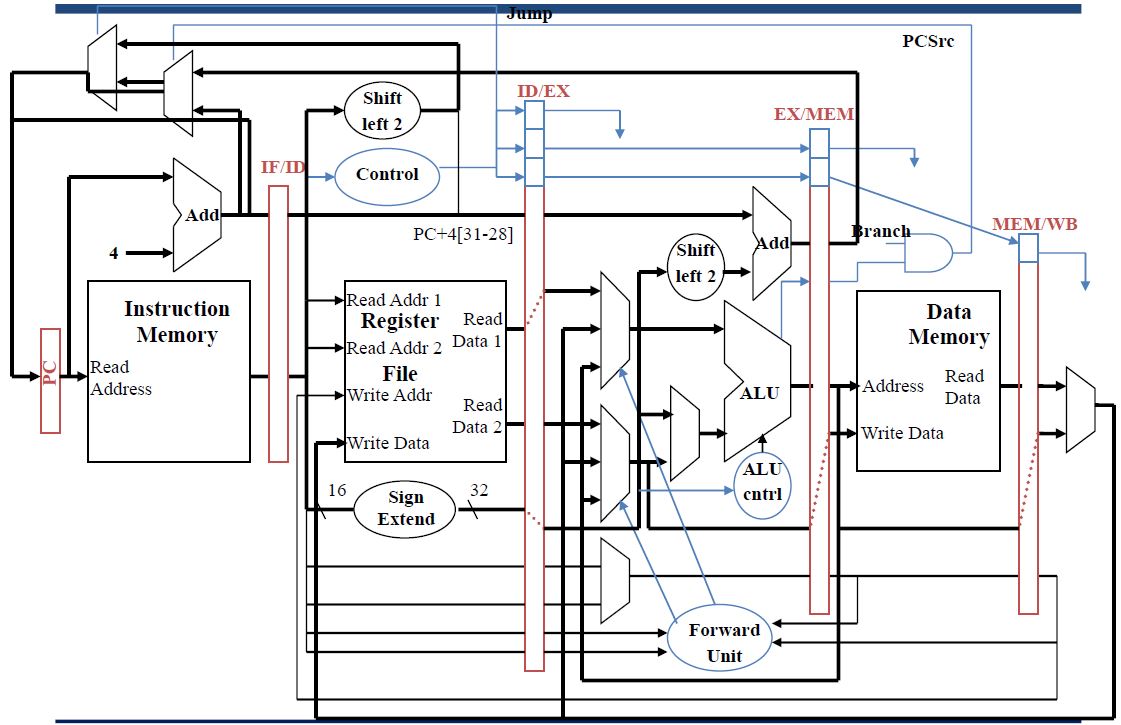 Jump
PCSrc
Shift
left 2
ID/EX
EX/MEM
IF/ID
Control
Add
PC+4[31-28]
4
Shift
left 2
Add
Branch
MEM/WB
Instruction
Memory
Read Addr 1
Register
Read
Data 1
Read Addr 2
File
Write Addr
Read
Data 2
Write Data
PC
Read
Address
ALU
Data
Memory
Address
Read
Data
Write Data
16
Sign
Extend
32
ALU
cntrl
Forward
Unit